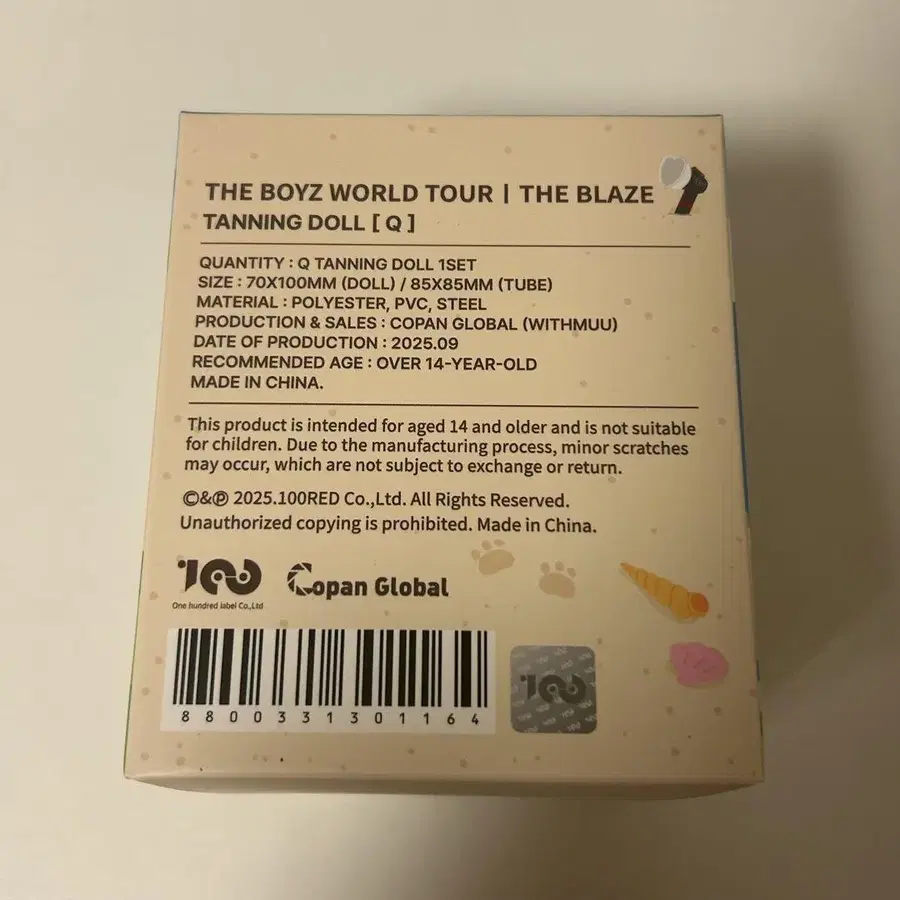 THE BOYZ WORLD TOUR | THE BLAZE
TANNING DOLL [ Q ]
QUANTITY : Q TANNING DOLL 1SET
SIZE : 70X100MM (DOLL) / 85X85MM (TUBE)
MATERIAL : POLYESTER, PVC, STEEL
PRODUCTION & SALES : COPAN GLOBAL (WITHMUU)
DATE OF PRODUCTION : 2025.09
RECOMMENDED AGE : OVER 14-YEAR-OLD
MADE IN CHINA.
This product is intended for aged 14 and older and is not suitable
for children. Due to the manufacturing process, minor scratches
may occur, which are not subject to exchange or return.
©&℗ 2025.100RED Co.,Ltd. All Rights Reserved.
Unauthorized copying is prohibited. Made in China.
100
One hundred label Co.,Ltd
Copan Global
8800331301164
100